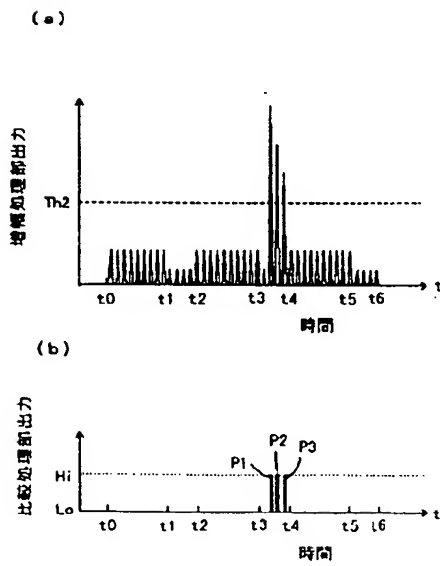 (a)
増幅処理部出力
Th2
t0 t1 t2 t3 t4 t5 t6 t
時間
(b)
比較処理部出力
P1 P2 P3
Hi
Lo
t0 t1 t2 t3 t4 t5 t6 t
時間